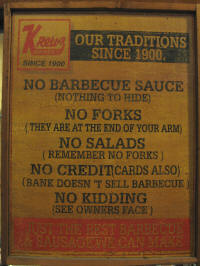 Kreuz
MARKET
SINCE 1900
OUR TRADITIONS
SINCE 1900.
NO BARBECUE SAUCE
(NOTHING TO HIDE)
NO FORKS
( THEY ARE AT THE END OF YOUR ARM)
NO SALADS
( REMEMBER NO FORKS )
NO CREDIT(CARDS ALSO)
(BANK DOESN'T SELL BARBECUE )
NO KIDDING
(SEE OWNERS FACE )
JUST THE BEST BARBECUE
& SAUSAGE WE CAN MAKE